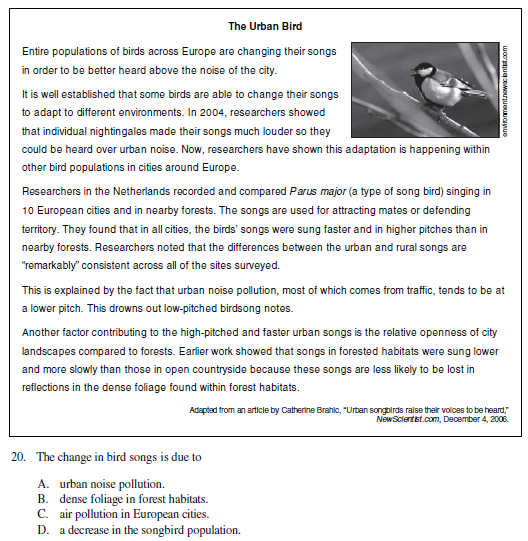 The Urban Bird
Entire populations of birds across Europe are changing their songs
in order to be better heard above the noise of the city.
It is well established that some birds are able to change their songs
to adapt to different environments. In 2004, researchers showed
that individual nightingales made their songs much louder so they
could be heard over urban noise. Now, researchers have shown this adaptation is happening within
other bird populations in cities around Europe.
environment.newscientist.com
Researchers in the Netherlands recorded and compared Parus major (a type of song bird) singing in
10 European cities and in nearby forests. The songs are used for attracting mates or defending
territory. They found that in all cities, the birds' songs were sung faster and in higher pitches than in
nearby forests. Researchers noted that the differences between the urban and rural songs are
"remarkably" consistent across all of the sites surveyed.
This is explained by the fact that urban noise pollution, most of which comes from traffic, tends to be at
a lower pitch. This drowns out low-pitched birdsong notes.
Another factor contributing to the high-pitched and faster urban songs is the relative openness of city
landscapes compared to forests. Earlier work showed that songs in forested habitats were sung lower
and more slowly than those in open countryside because these songs are less likely to be lost in
reflections in the dense foliage found within forest habitats.
Adapted from an article by Catherine Brahic, "Urban songbirds raise their voices to be heard,"
NewScientist.com, December 4, 2006.
20. The change in bird songs is due to
A. urban noise pollution.
B. dense foliage in forest habitats.
C. air pollution in European cities.
D. a decrease in the songbird population.